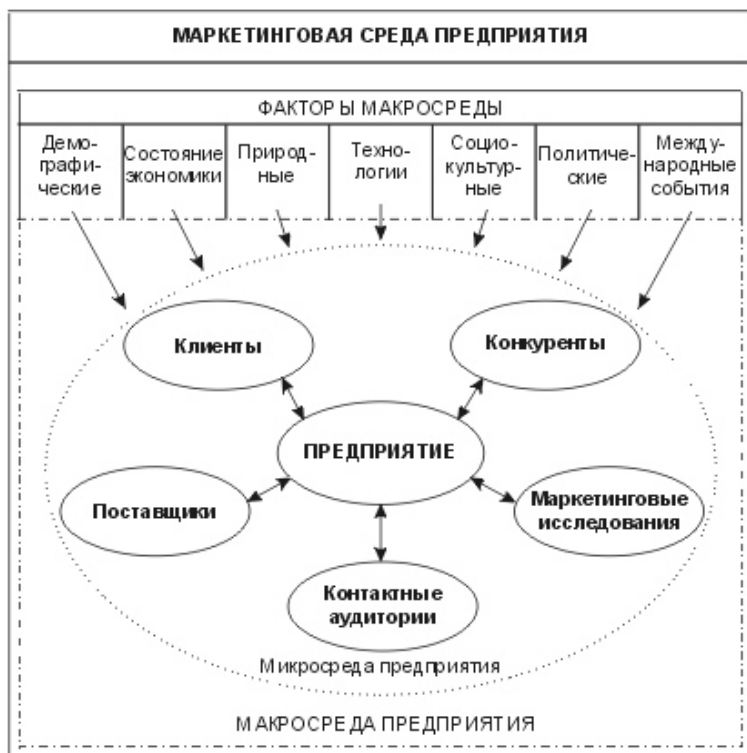 МАРКЕТИНГОВАЯ СРЕДА ПРЕДПРИЯТИЯ
ФАКТОРЫ МАКРОСРЕДЫ
Демо-
графи-
ческие
Состояние
экономики
Природ-
ные
Техно-
логии
Социо-
культур-
ные
Политиче-
ские
Между-
народные
события
Клиенты
Конкуренты
ПРЕДПРИЯТИЕ
Поставщики
Маркетинговые
исследования
Контактные
аудитории
Микросреда предприятия
МАКРОСРЕДА ПРЕДПРИЯТИЯ